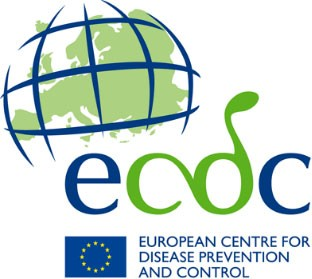 ecdc
EUROPEAN CENTRE FOR
DISEASE PREVENTION
AND CONTROL